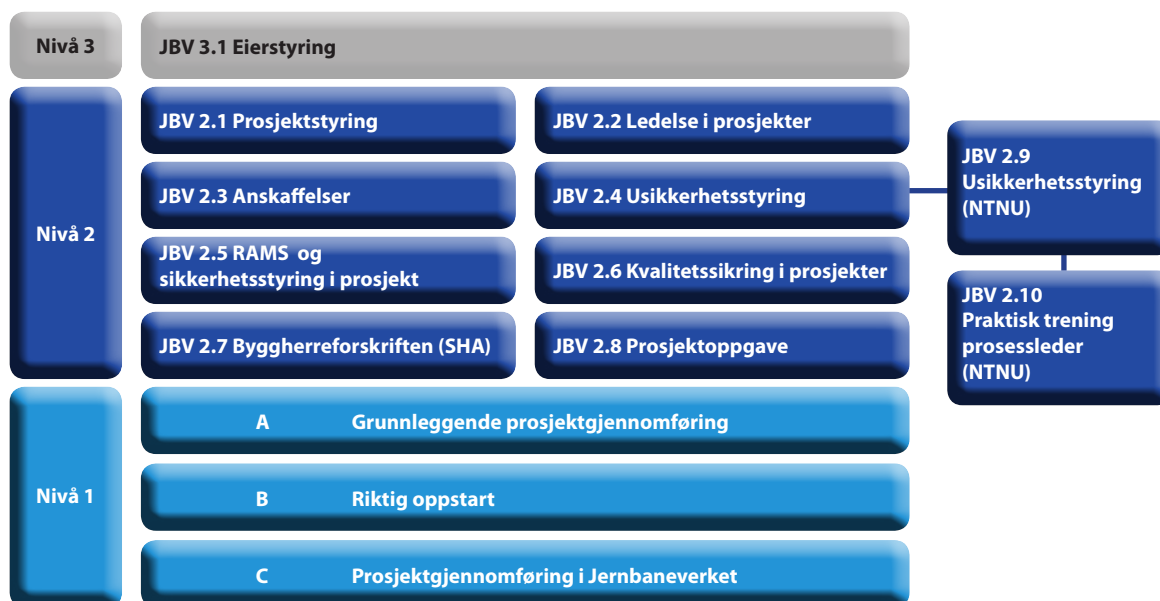 Nivå 3
JBV 3.1 Eierstyring
Nivå 2
JBV 2.1 Prosjektstyring
JBV 2.2 Ledelse i prosjekter
JBV 2.3 Anskaffelser
JBV 2.4 Usikkerhetsstyring
JBV 2.5 RAMS og
sikkerhetsstyring i prosjekt
JBV 2.6 Kvalitetssikring i prosjekter
JBV 2.7 Byggherreforskriften (SHA)
JBV 2.8 Prosjektoppgave
JBV 2.9
Usikkerhetsstyring
(NTNU)
JBV 2.10
Praktisk trening
prosessleder
(NTNU)
Nivå 1
A Grunnleggende prosjektgjennomføring
B Riktig oppstart
C Prosjektgjennomføring i Jernbaneverket